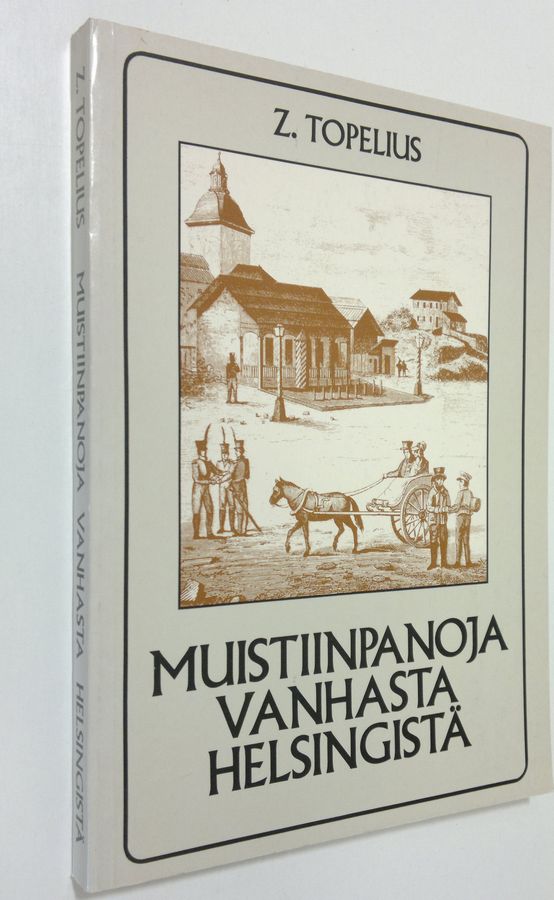 Z. TOPELIUS MUISTIINPANOJA VANHASTA HELSINGISTÄ
Z. TOPELIUS
MUISTIINPANOJA
VANHASTA
HELSINGISTÄ